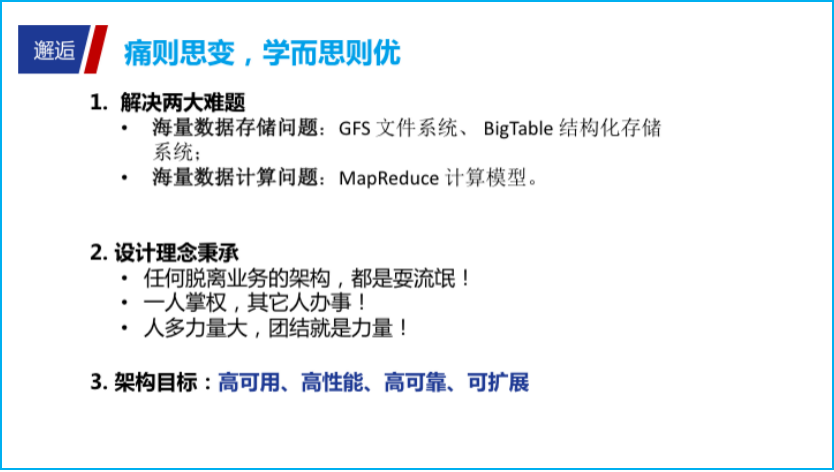 邂逅
痛则思变，学而思则优
1. 解决两大难题
• 海量数据存储问题：GFS 文件系统、 BigTable 结构化存储
系统；
• 海量数据计算问题：MapReduce 计算模型。
2. 设计理念秉承
• 任何脱离业务的架构，都是耍流氓！
• 一人掌权，其它人办事！
• 人多力量大，团结就是力量！
3. 架构目标：高可用、高性能、高可靠、可扩展